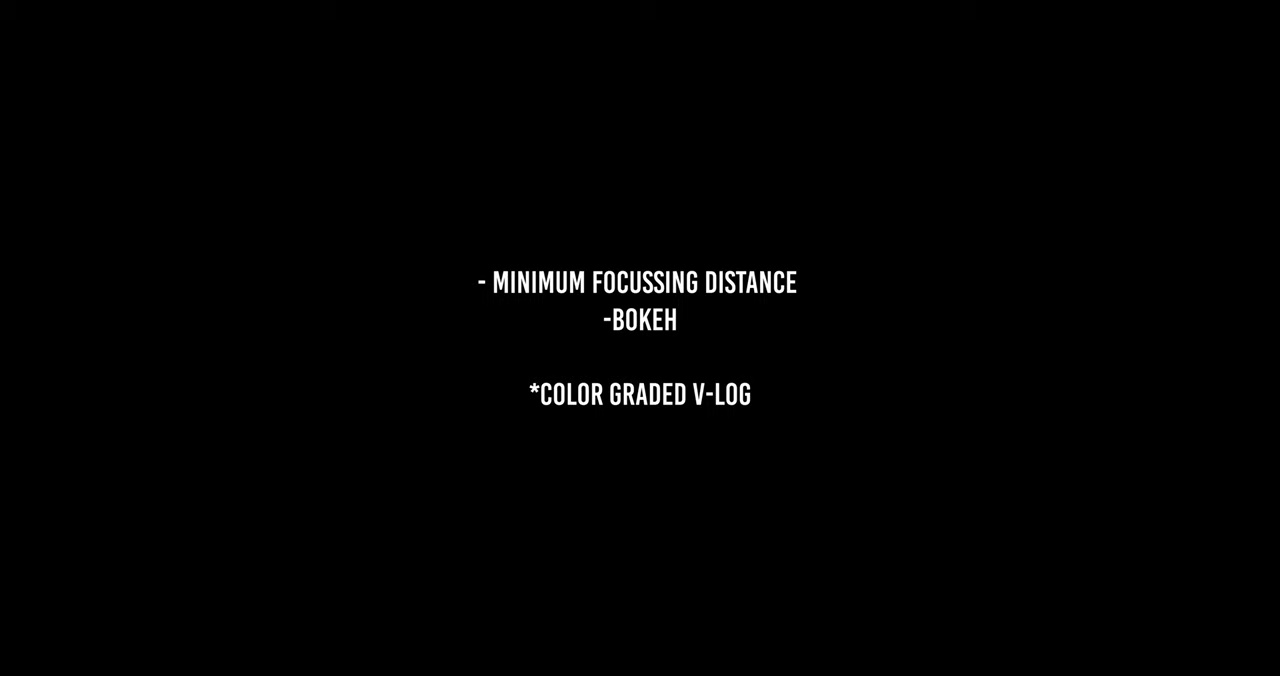 - MINIMUM FOCUSSING DISTANCE
-BOKEH
*COLOR GRADED V-LOG